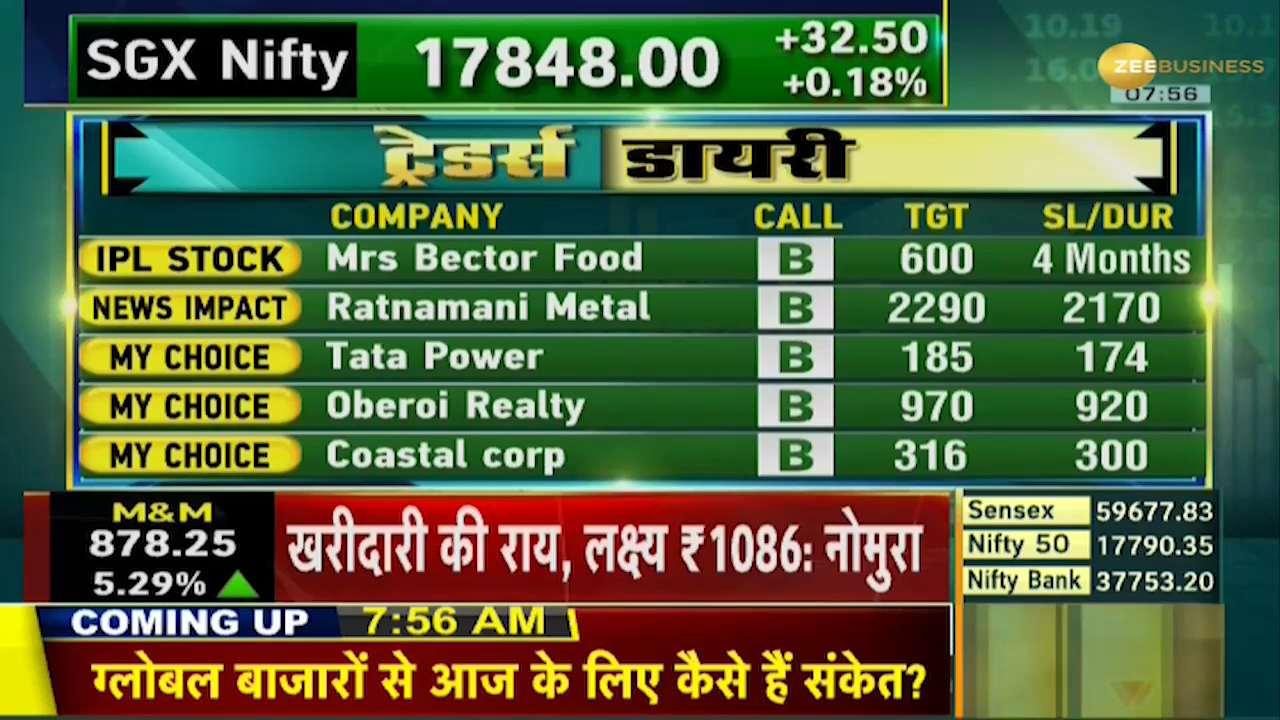 SGX Nifty 17848.00 +32.50
+0.18%
ZEEBUSINESS
07:56
ट्रेडर्स डायरी
COMPANY CALL TGT SL/DUR
IPL STOCK Mrs Bector Food B 600 4 Months
NEWS IMPACT Ratnamani Metal B 2290 2170
MY CHOICE Tata Power B 185 174
MY CHOICE Oberoi Realty B 970 920
MY CHOICE Coastal corp B 316 300
M&M
878.25
5.29%
खरीदारी की राय, लक्ष्य ₹1086: नोमुरा
Sensex 59677.83
Nifty 50 17790.35
Nifty Bank 37753.20
COMING UP 7:56 AM
ग्लोबल बाजारों से आज के लिए कैसे हैं संकेत?